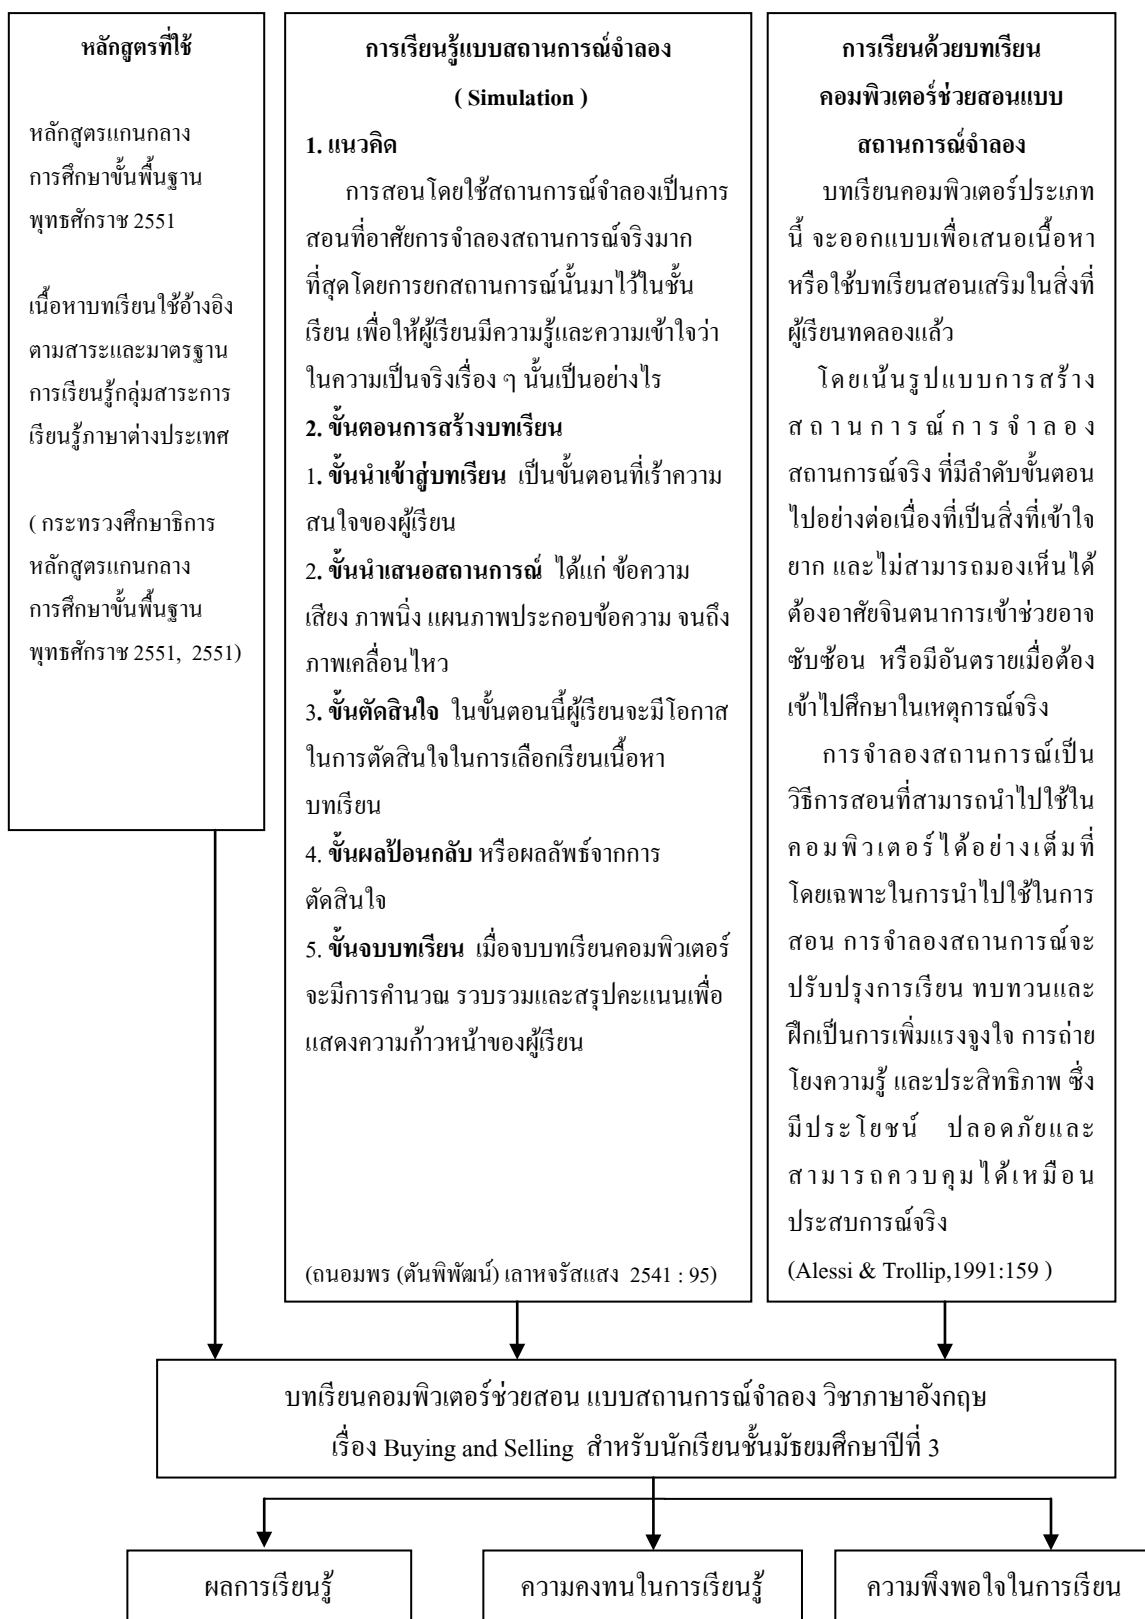 หลักสูตรที่ใช้
หลักสูตรแกนกลาง
การศึกษาขั้นพื้นฐาน
พุทธศักราช 2551
เนื้อหาบทเรียนใช้อ้างอิง
ตามสาระและมาตรฐาน
การเรียนรู้กลุ่มสาระการ
เรียนรู้ภาษาต่างประเทศ
( กระทรวงศึกษาธิการ
หลักสูตรแกนกลาง
การศึกษาขั้นพื้นฐาน
พุทธศักราช 2551, 2551)
การเรียนรู้แบบสถานการณ์จำลอง
( Simulation )
1. แนวคิด
การสอนโดยใช้สถานการณ์จำลองเป็นการ
สอนที่อาศัยการจำลองสถานการณ์จริงมาก
ที่สุดโดยการยกสถานการณ์นั้นมาไว้ในชั้น
เรียน เพื่อให้ผู้เรียนมีความรู้และความเข้าใจว่า
ในความเป็นจริงเรื่อง ๆ นั้นเป็นอย่างไร
2. ขั้นตอนการสร้างบทเรียน
1. ขั้นนำเข้าสู่บทเรียน เป็นขั้นตอนที่เร้าความ
สนใจของผู้เรียน
2. ขั้นนำเสนอสถานการณ์ ได้แก่ ข้อความ
เสียง ภาพนิ่ง แผนภาพประกอบข้อความ จนถึง
ภาพเคลื่อนไหว
3. ขั้นตัดสินใจ ในขั้นตอนนี้ผู้เรียนจะมีโอกาส
ในการตัดสินใจในการเลือกเรียนเนื้อหา
บทเรียน
4. ขั้นผลป้อนกลับ หรือผลลัพธ์จากการ
ตัดสินใจ
5. ขั้นจบบทเรียน เมื่อจบบทเรียนคอมพิวเตอร์
จะมีการคำนวณ รวบรวมและสรุปคะแนนเพื่อ
แสดงความก้าวหน้าของผู้เรียน
(ถนอมพร (ตันพิพัฒน์) เลาหจรัสแสง 2541 : 95)
การเรียนด้วยบทเรียน
คอมพิวเตอร์ช่วยสอนแบบ
สถานการณ์จำลอง
บทเรียนคอมพิวเตอร์ประเภท
นี้ จะออกแบบเพื่อเสนอเนื้อหา
หรือใช้บทเรียนสอนเสริมในสิ่งที่
ผู้เรียนทดลองแล้ว
โดยเน้นรูปแบบการสร้าง
สถานการณ์การจำลอง
สถานการณ์จริง ที่มีลำดับขั้นตอน
ไปอย่างต่อเนื่องที่เป็นสิ่งที่เข้าใจ
ยาก และไม่สามารถมองเห็นได้
ต้องอาศัยจินตนาการเข้าช่วยอาจ
ซับซ้อน หรือมีอันตรายเมื่อต้อง
เข้าไปศึกษาในเหตุการณ์จริง
การจำลองสถานการณ์เป็น
วิธีการสอนที่สามารถนำไปใช้ใน
คอมพิวเตอร์ได้อย่างเต็มที่
โดยเฉพาะในการนำไปใช้ในการ
สอน การจำลองสถานการณ์จะ
ปรับปรุงการเรียน ทบทวนและ
ฝึกเป็นการเพิ่มแรงจูงใจ การถ่าย
โยงความรู้ และประสิทธิภาพ ซึ่ง
มีประโยชน์ ปลอดภัยและ
สามารถควบคุมได้เหมือน
ประสบการณ์จริง
(Alessi & Trollip,1991:159 )
บทเรียนคอมพิวเตอร์ช่วยสอน แบบสถานการณ์จำลอง วิชาภาษาอังกฤษ
เรื่อง Buying and Selling สำหรับนักเรียนชั้นมัธยมศึกษาปีที่ 3
ผลการเรียนรู้
ความคงทนในการเรียนรู้
ความพึงพอใจในการเรียน